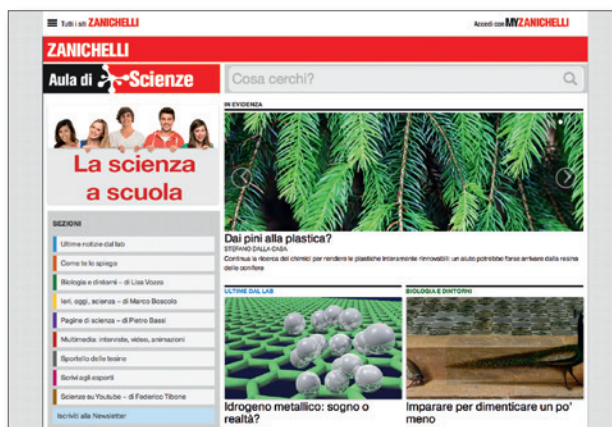 Tutti i siti ZANICHELLI
Accedi con MYZANICHELLI
ZANICHELLI
Aula di Scienze
Cosa cerchi?
La scienza
a scuola
SEZIONI
Ultime notizie dal lab
Come te lo spiego
Biologia e dintorni – di Lisa Vozza
Ieri, oggi, scienza – di Marco Boscolo
Pagine di scienza – di Pietro Bassi
Multimedia: interviste, video, animazioni
Sportello delle tesine
Scrivi agli esperti
Scienze su Youtube – di Federico Tibone
Iscriviti alla Newsletter
IN EVIDENZA
Dai pini alla plastica?
STEFANO DALLA CASA
Continua la ricerca dei chimici per rendere le plastiche interamente rinnovabili: un aiuto potrebbe forse arrivare dalla resina
delle conifere
ULTIME DAL LAB
Idrogeno metallico: sogno o
realtà?
BIOLOGIA E DINTORNI
Imparare per dimenticare un po'
meno